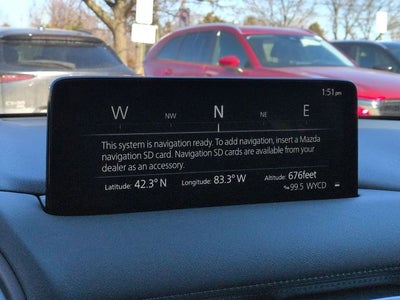 1:51pm
W NW N NE E
This system is navigation ready. To add navigation, insert a Mazda
navigation SD card. Navigation SD cards are available from your
dealer as an accessory.
Latitude: 42.3° N Longitude: 83.3° W Altitude: 676feet
99.5 WYCD